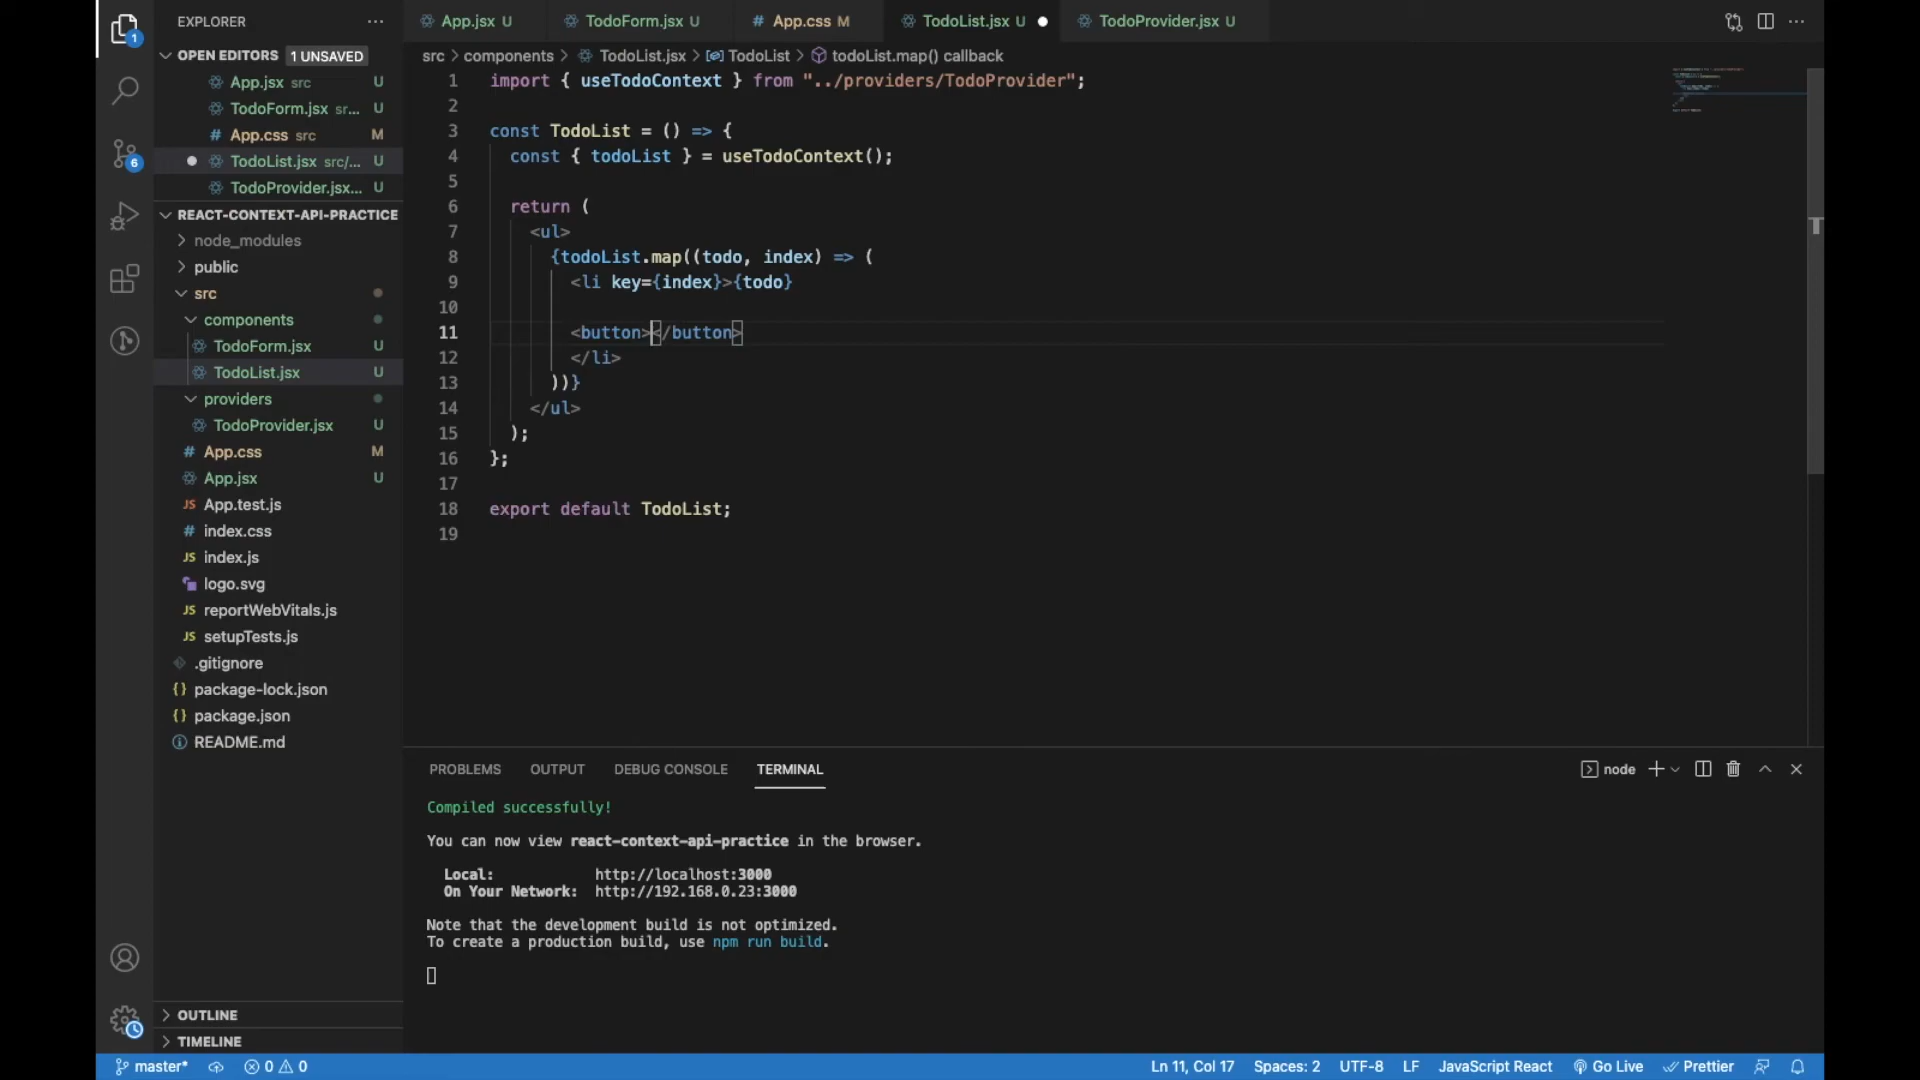 EXPLORER
OPEN EDITORS 1 UNSAVED
App.jsx src U
TodoForm.jsx sr... U
App.css src M
TodoList.jsx src/... U
TodoProvider.jsx... U
REACT-CONTEXT-API-PRACTICE
node_modules
public
src
components
TodoForm.jsx U
TodoList.jsx U
providers
TodoProvider.jsx U
# App.css M
App.jsx U
JS App.test.js
# index.css
JS index.js
logo.svg
JS reportWebVitals.js
JS setupTests.js
.gitignore
{} package-lock.json
{} package.json
README.md
OUTLINE
TIMELINE
1
6
App.jsx U
TodoForm.jsx U
# App.css M
TodoList.jsx U
TodoProvider.jsx U
src > components > TodoList.jsx > TodoList > todoList.map() callback
1 import { useTodoContext } from "../providers/TodoProvider";
2
3 const TodoList = () => {
4 const { todoList } = useTodoContext();
5
6 return (
7 <ul>
8 {todoList.map((todo, index) => (
9 <li key={index}>{todo}
10
11 <button></button>
12 </li>
13 ))}
14 </ul>
15 );
16 };
17
18 export default TodoList;
19
PROBLEMS OUTPUT DEBUG CONSOLE TERMINAL
node
Compiled successfully!
You can now view react-context-api-practice in the browser.
Local: http://localhost:3000
On Your Network: http://192.168.0.23:3000
Note that the development build is not optimized.
To create a production build, use npm run build.
master* 0 0 Ln 11, Col 17 Spaces: 2 UTF-8 LF JavaScript React Go Live Prettier